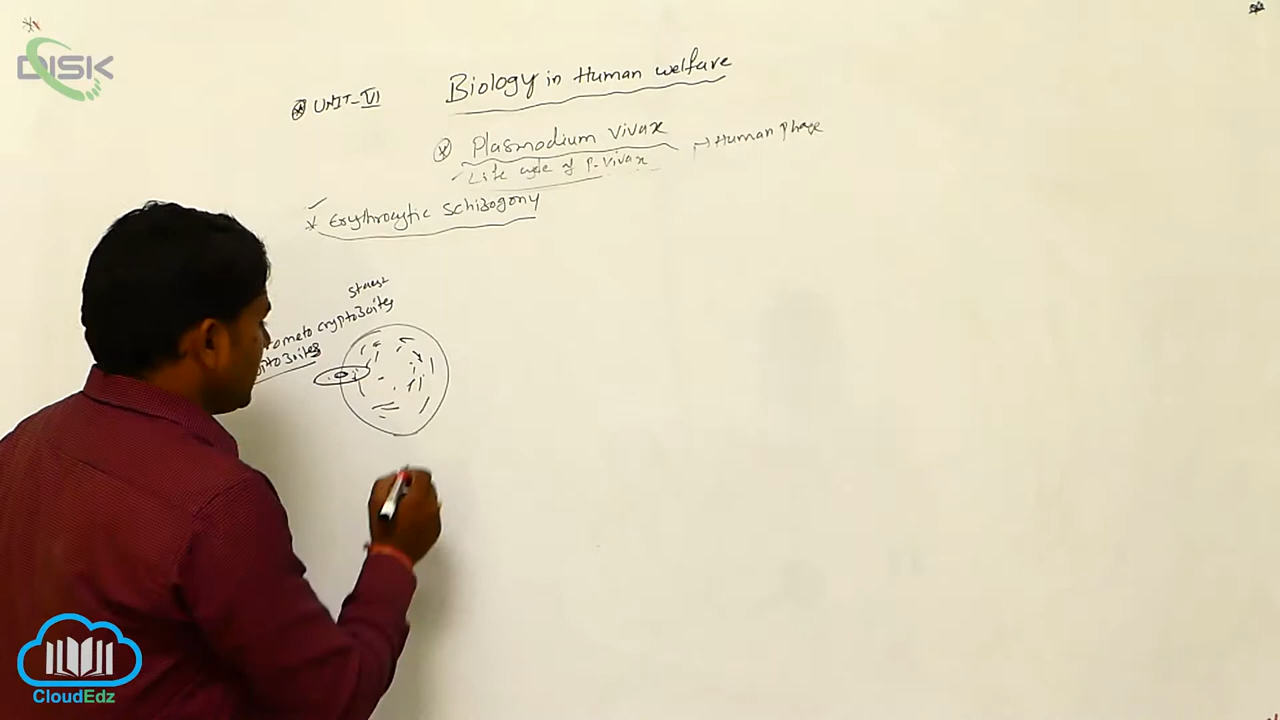 DISK
UNIT-VI
Biology in Human welfare
Plasmodium vivax
Life cycle of P. Vivax
Human phase
Erythrocytic Schizogony
cryptozoites
CloudEdz